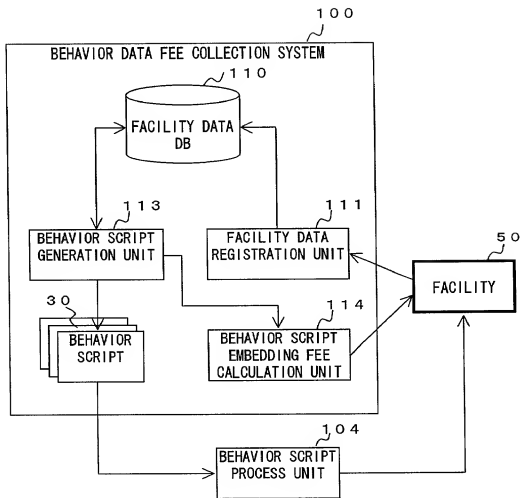 100
BEHAVIOR DATA FEE COLLECTION SYSTEM
110
FACILITY DATA
DB
113
BEHAVIOR SCRIPT
GENERATION UNIT
111
FACILITY DATA
REGISTRATION UNIT
50
FACILITY
30
BEHAVIOR
SCRIPT
114
BEHAVIOR SCRIPT
EMBEDDING FEE
CALCULATION UNIT
104
BEHAVIOR SCRIPT
PROCESS UNIT